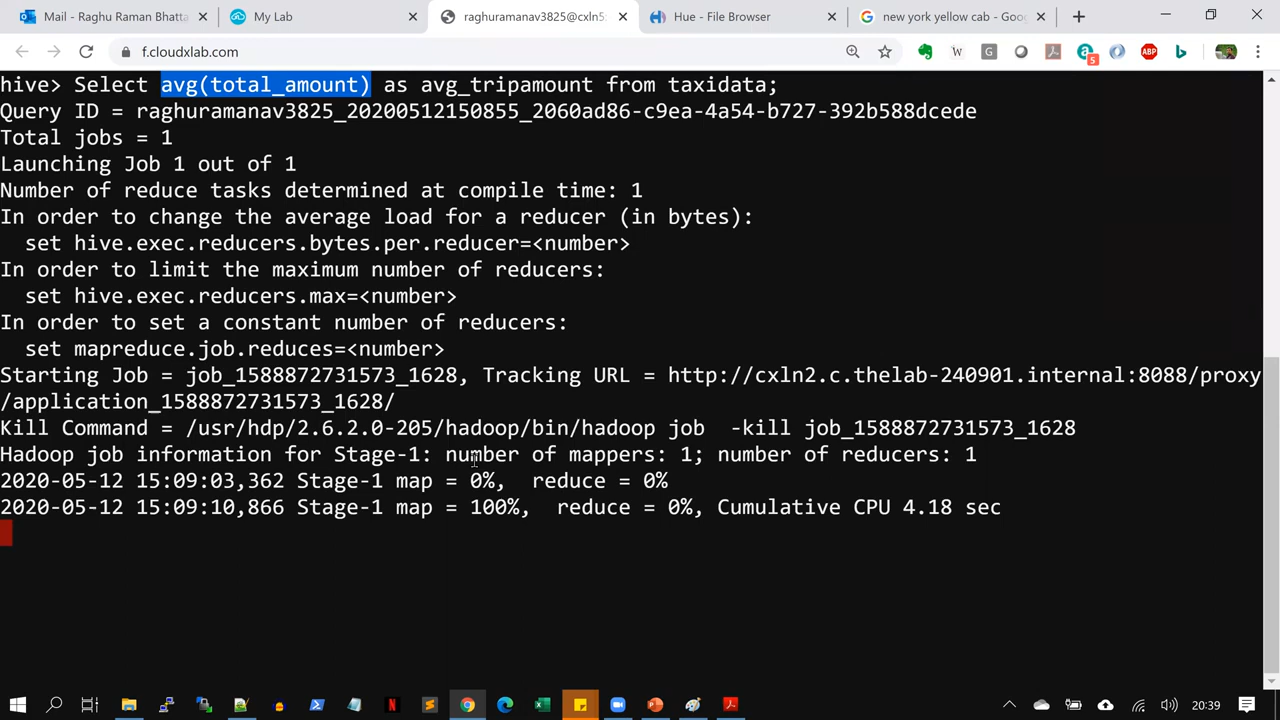 Mail - Raghu Raman Bhatta
My Lab
raghuramanav3825@cxln5
Hue - File Browser
new york yellow cab - Goo
f.cloudxlab.com
hive> Select avg(total_amount) as avg_tripamount from taxidata;
Query ID = raghuramanav3825_20200512150855_2060ad86-c9ea-4a54-b727-392b588dcede
Total jobs = 1
Launching Job 1 out of 1
Number of reduce tasks determined at compile time: 1
In order to change the average load for a reducer (in bytes):
set hive.exec.reducers.bytes.per.reducer=<number>
In order to limit the maximum number of reducers:
set hive.exec.reducers.max=<number>
In order to set a constant number of reducers:
set mapreduce.job.reduces=<number>
Starting Job = job_1588872731573_1628, Tracking URL = http://cxln2.c.thelab-240901.internal:8088/proxy
/application_1588872731573_1628/
Kill Command = /usr/hdp/2.6.2.0-205/hadoop/bin/hadoop job  -kill job_1588872731573_1628
Hadoop job information for Stage-1: number of mappers: 1; number of reducers: 1
2020-05-12 15:09:03,362 Stage-1 map = 0%,  reduce = 0%
2020-05-12 15:09:10,866 Stage-1 map = 100%,  reduce = 0%, Cumulative CPU 4.18 sec
20:39